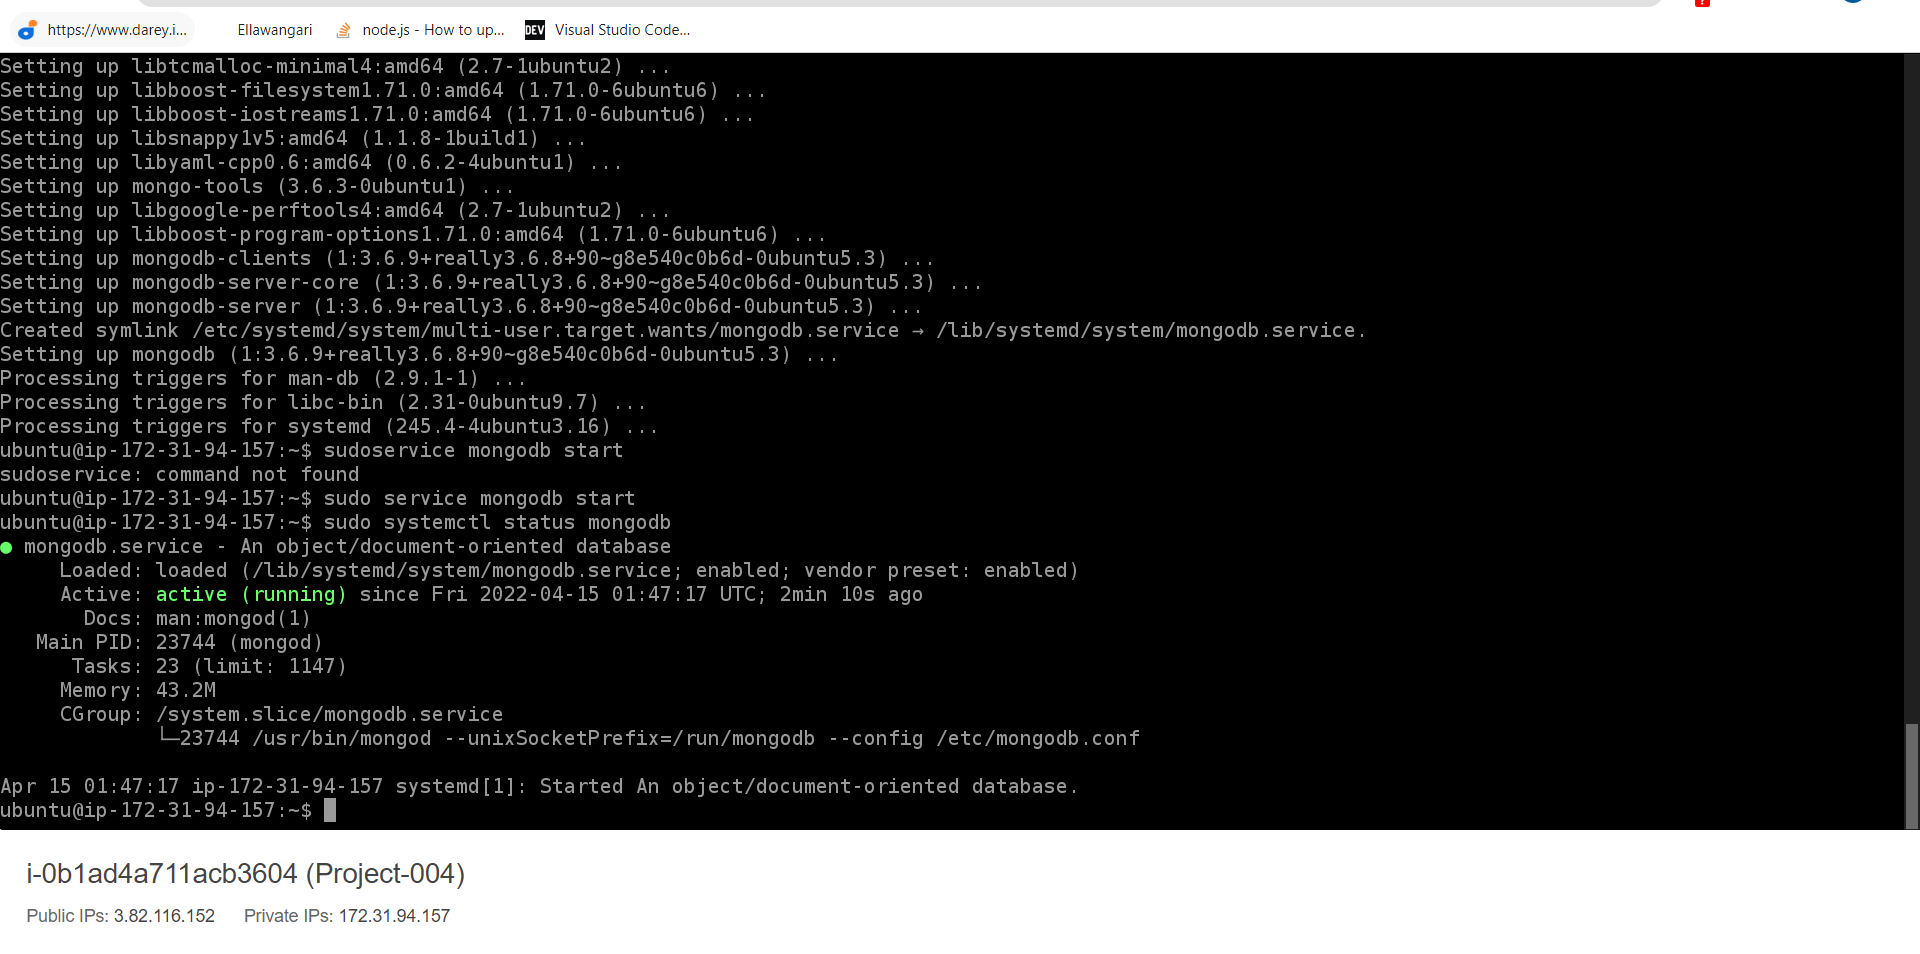 https://www.darey.i... Ellawangari node.js - How to up... DEV Visual Studio Code...
Setting up libtcmalloc-minimal4:amd64 (2.7-1ubuntu2) ...
Setting up libboost-filesystem1.71.0:amd64 (1.71.0-6ubuntu6) ...
Setting up libboost-iostreams1.71.0:amd64 (1.71.0-6ubuntu6) ...
Setting up libsnappy1v5:amd64 (1.1.8-1build1) ...
Setting up libyaml-cpp0.6:amd64 (0.6.2-4ubuntu1) ...
Setting up mongo-tools (3.6.3-0ubuntu1) ...
Setting up libgoogle-perftools4:amd64 (2.7-1ubuntu2) ...
Setting up libboost-program-options1.71.0:amd64 (1.71.0-6ubuntu6) ...
Setting up mongodb-clients (1:3.6.9+really3.6.8+90~g8e540c0b6d-0ubuntu5.3) ...
Setting up mongodb-server-core (1:3.6.9+really3.6.8+90~g8e540c0b6d-0ubuntu5.3) ...
Setting up mongodb-server (1:3.6.9+really3.6.8+90~g8e540c0b6d-0ubuntu5.3) ...
Created symlink /etc/systemd/system/multi-user.target.wants/mongodb.service → /lib/systemd/system/mongodb.service.
Setting up mongodb (1:3.6.9+really3.6.8+90~g8e540c0b6d-0ubuntu5.3) ...
Processing triggers for man-db (2.9.1-1) ...
Processing triggers for libc-bin (2.31-0ubuntu9.7) ...
Processing triggers for systemd (245.4-4ubuntu3.16) ...
ubuntu@ip-172-31-94-157:~$ sudoservice mongodb start
sudoservice: command not found
ubuntu@ip-172-31-94-157:~$ sudo service mongodb start
ubuntu@ip-172-31-94-157:~$ sudo systemctl status mongodb
● mongodb.service - An object/document-oriented database
Loaded: loaded (/lib/systemd/system/mongodb.service; enabled; vendor preset: enabled)
Active: active (running) since Fri 2022-04-15 01:47:17 UTC; 2min 10s ago
Docs: man:mongod(1)
Main PID: 23744 (mongod)
Tasks: 23 (limit: 1147)
Memory: 43.2M
CGroup: /system.slice/mongodb.service
└─23744 /usr/bin/mongod --unixSocketPrefix=/run/mongodb --config /etc/mongodb.conf
Apr 15 01:47:17 ip-172-31-94-157 systemd[1]: Started An object/document-oriented database.
ubuntu@ip-172-31-94-157:~$
i-0b1ad4a711acb3604 (Project-004)
Public IPs: 3.82.116.152 Private IPs: 172.31.94.157